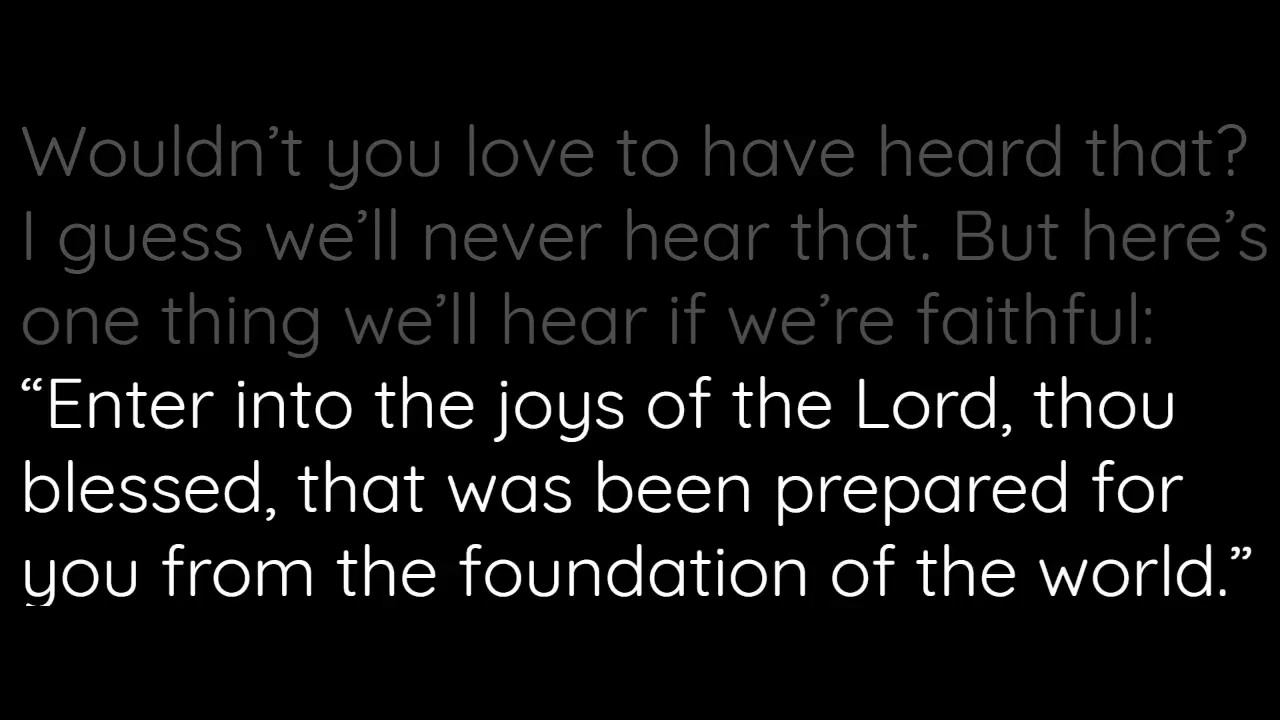 Wouldn’t you love to have heard that?
I guess we’ll never hear that. But here’s
one thing we’ll hear if we’re faithful:
“Enter into the joys of the Lord, thou
blessed, that was been prepared for
you from the foundation of the world.”